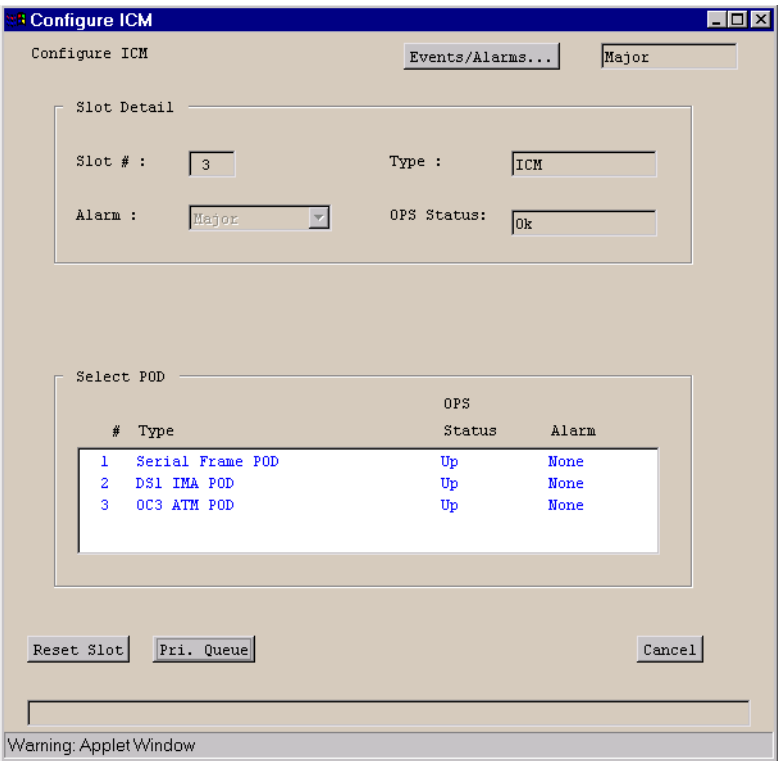 Configure ICM
Configure ICM Events/Alarms... Major
Slot Detail
Slot # : 3 Type : ICM
Alarm : Major OPS Status: Ok
Select POD
OPS
# Type Status Alarm
1 Serial Frame POD Up None
2 DS1 IMA POD Up None
3 OC3 ATM POD Up None
Reset Slot Pri. Queue Cancel
Warning: Applet Window